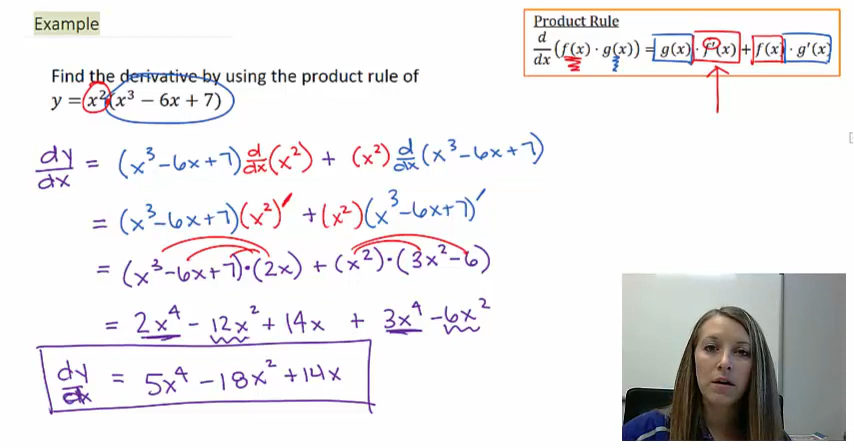 Example
Product Rule
d/dx (f(x) · g(x)) = g(x) · f'(x) + f(x) · g'(x)
Find the derivative by using the product rule of
y = x²(x³ − 6x + 7)
dy/dx = (x³−6x+7) d/dx (x²) + (x²) d/dx (x³−6x+7)
= (x³−6x+7)(x²)' + (x²)(x³−6x+7)'
= (x³−6x+7)·(2x) + (x²)·(3x²−6)
= 2x⁴ − 12x² + 14x + 3x⁴ − 6x²
dy/dx = 5x⁴ − 18x² + 14x